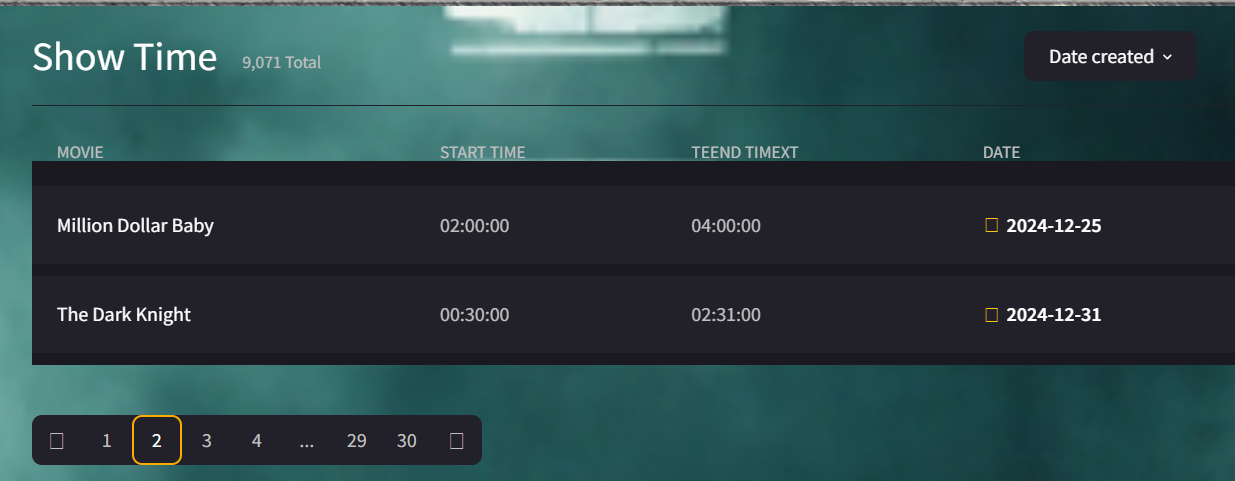 Show Time 9,071 Total Date created
MOVIE START TIME TEEND TIMEXT DATE
Million Dollar Baby 02:00:00 04:00:00 2024-12-25
The Dark Knight 00:30:00 02:31:00 2024-12-31
1 2 3 4 ... 29 30